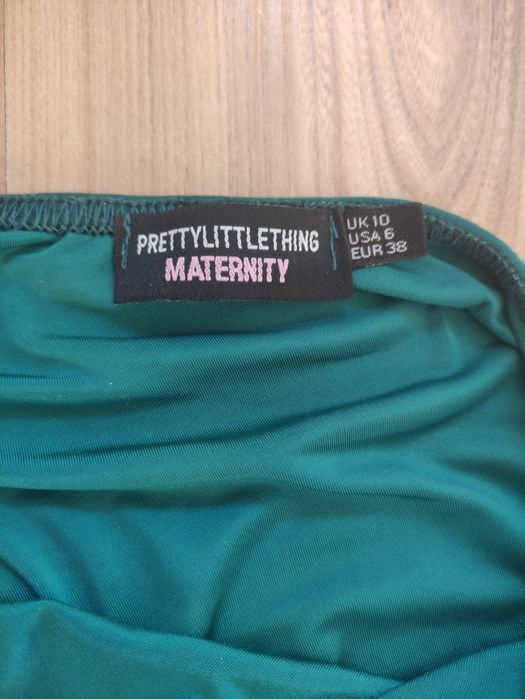 PRETTYLITTLETHING
MATERNITY
UK 10
USA 6
EUR 38